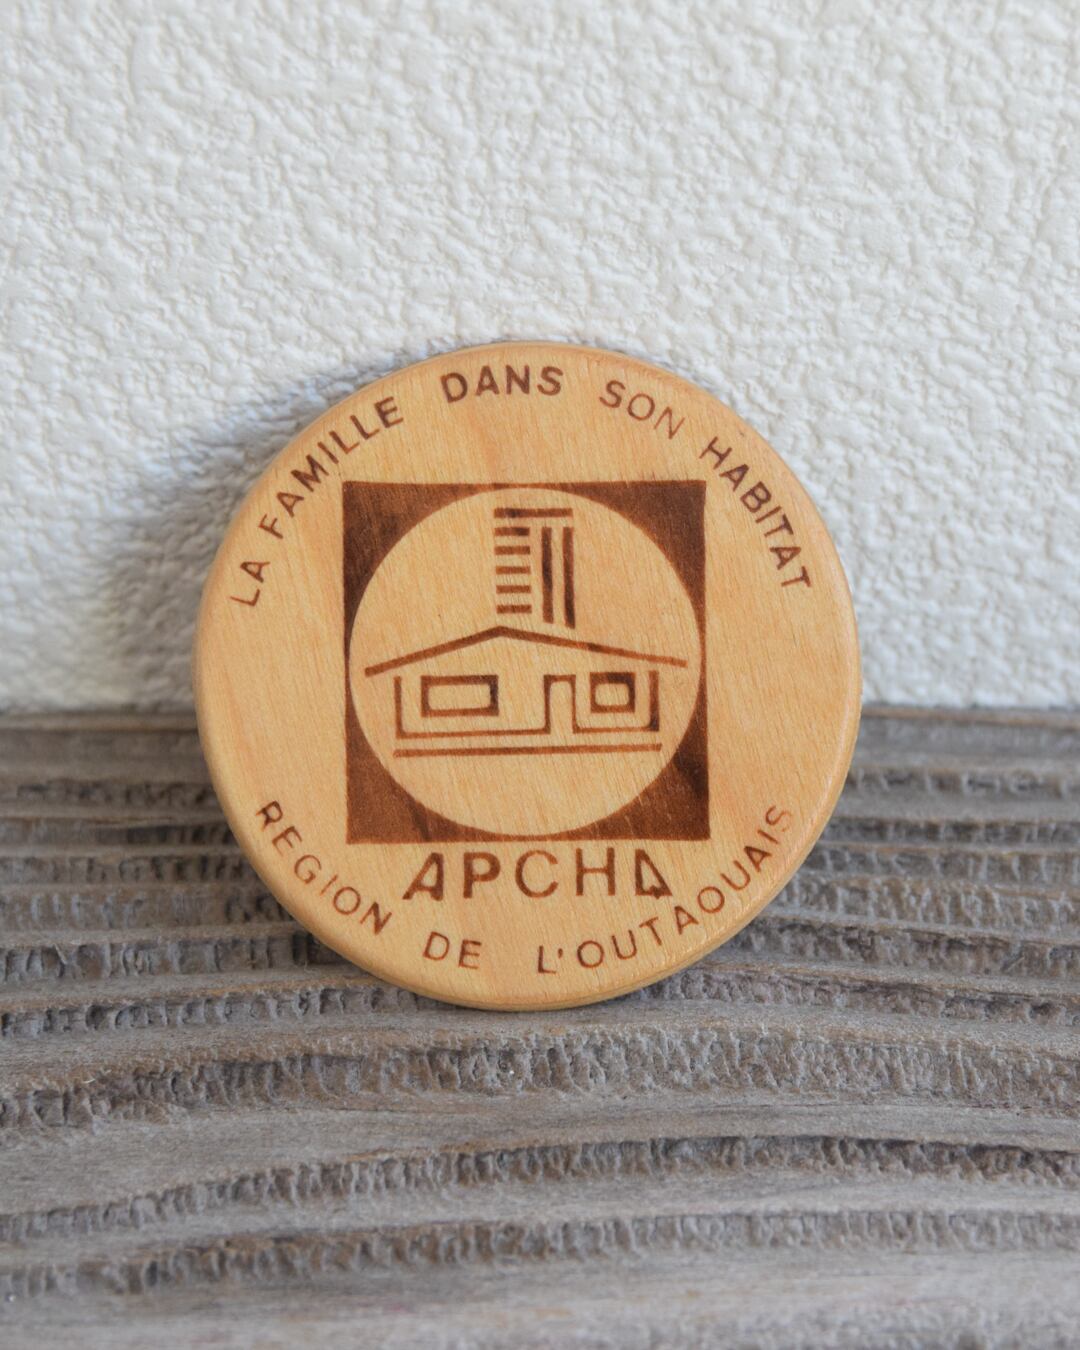 LA FAMILLE DANS SON HABITAT
APCHA
REGION DE L'OUTAOUAIS